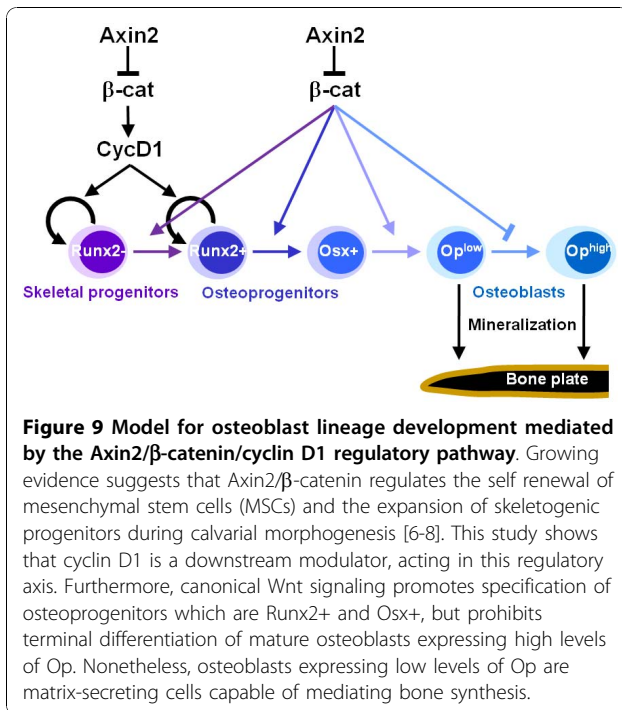 Axin2 Axin2
β-cat β-cat
CycD1
Runx2- Runx2+ Osx+ Op^low Op^high
Skeletal progenitors Osteoprogenitors Osteoblasts
Mineralization
Bone plate
Figure 9 Model for osteoblast lineage development mediated
by the Axin2/β-catenin/cyclin D1 regulatory pathway. Growing
evidence suggests that Axin2/β-catenin regulates the self renewal of
mesenchymal stem cells (MSCs) and the expansion of skeletogenic
progenitors during calvarial morphogenesis [6-8]. This study shows
that cyclin D1 is a downstream modulator, acting in this regulatory
axis. Furthermore, canonical Wnt signaling promotes specification of
osteoprogenitors which are Runx2+ and Osx+, but prohibits
terminal differentiation of mature osteoblasts expressing high levels
of Op. Nonetheless, osteoblasts expressing low levels of Op are
matrix-secreting cells capable of mediating bone synthesis.